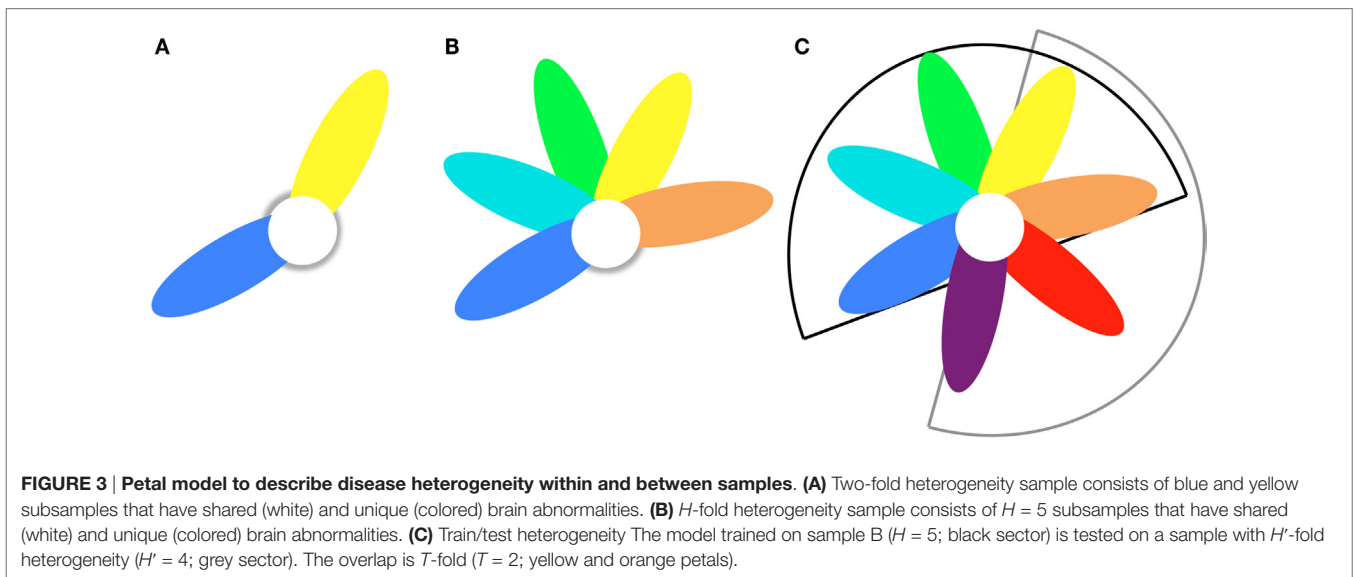 A
B
C
FIGURE 3 | Petal model to describe disease heterogeneity within and between samples. (A) Two-fold heterogeneity sample consists of blue and yellow
subsamples that have shared (white) and unique (colored) brain abnormalities. (B) H-fold heterogeneity sample consists of H = 5 subsamples that have shared
(white) and unique (colored) brain abnormalities. (C) Train/test heterogeneity The model trained on sample B (H = 5; black sector) is tested on a sample with H′-fold
heterogeneity (H′ = 4; grey sector). The overlap is T-fold (T = 2; yellow and orange petals).